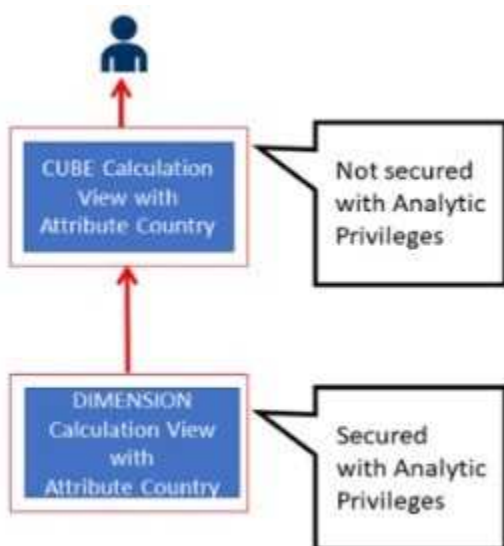 CUBE Calculation
View with
Attribute Country
Not secured
with Analytic
Privileges
DIMENSION
Calculation View
with
Attribute Country
Secured
with Analytic
Privileges